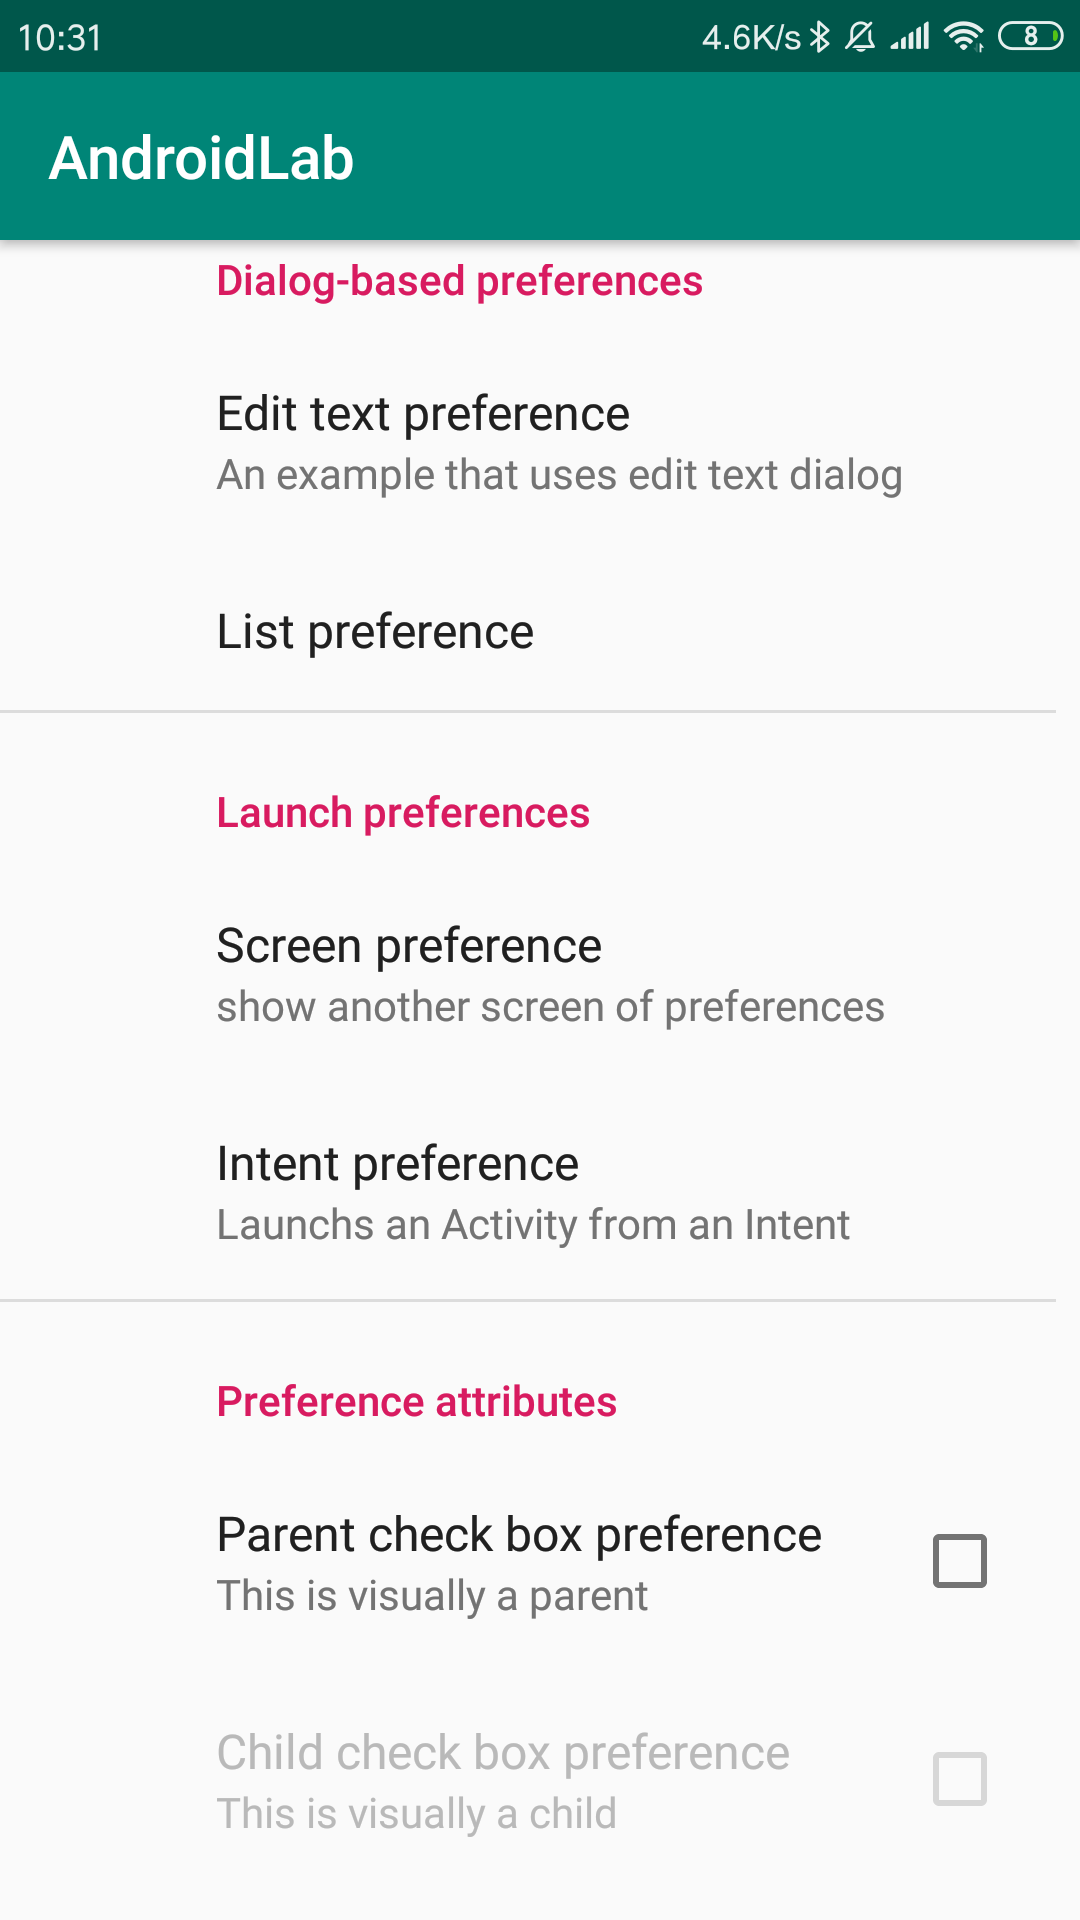 10:31
4.6K/s
8
AndroidLab
Dialog-based preferences
Edit text preference
An example that uses edit text dialog
List preference
Launch preferences
Screen preference
show another screen of preferences
Intent preference
Launchs an Activity from an Intent
Preference attributes
Parent check box preference
This is visually a parent
Child check box preference
This is visually a child